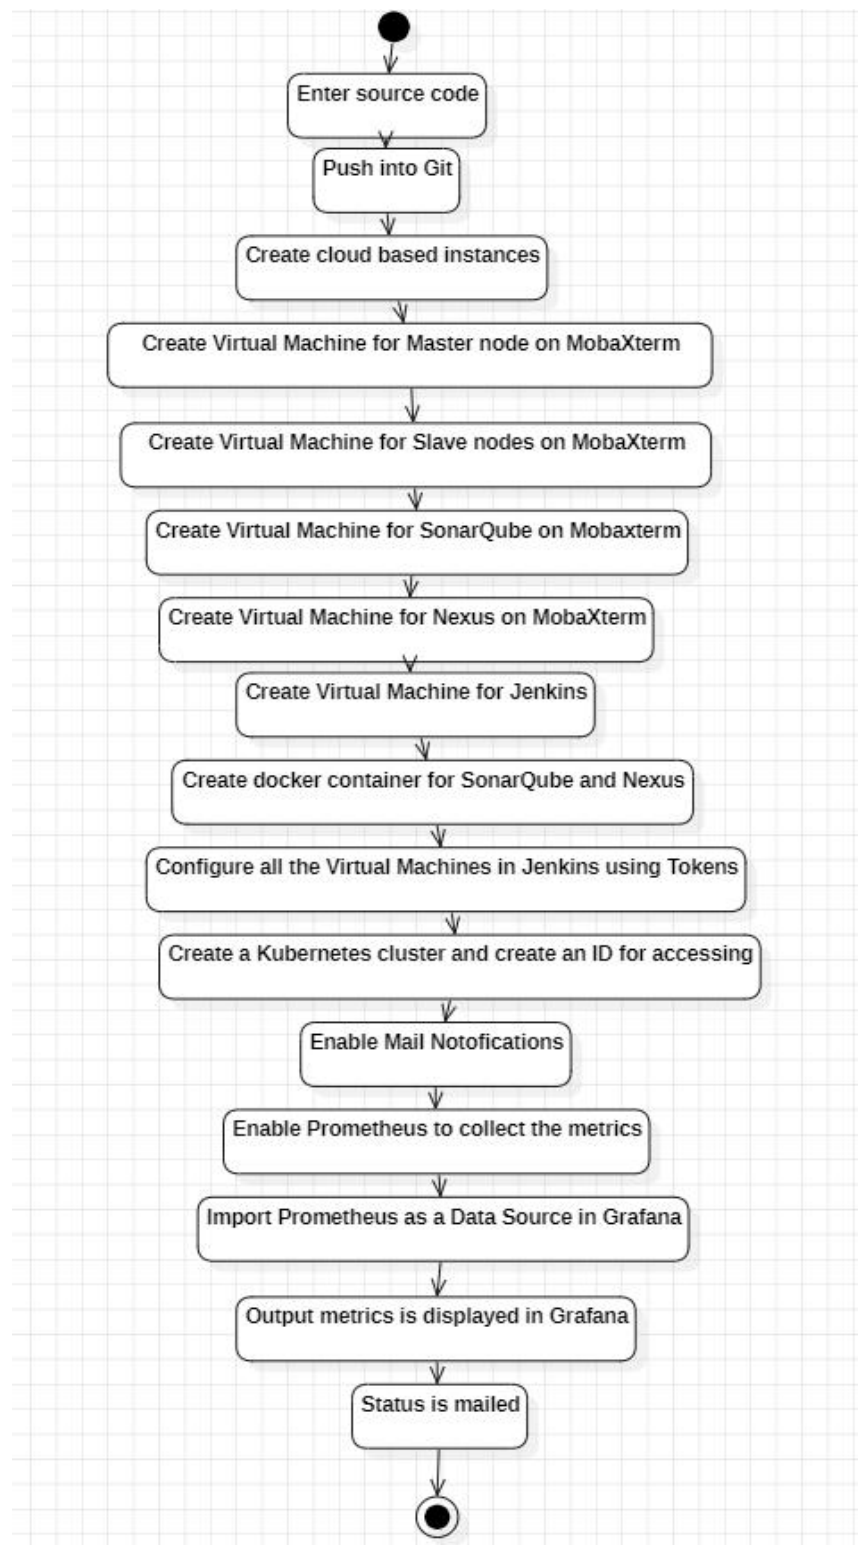 Enter source code
Push into Git
Create cloud based instances
Create Virtual Machine for Master node on MobaXterm
Create Virtual Machine for Slave nodes on MobaXterm
Create Virtual Machine for SonarQube on Mobaxterm
Create Virtual Machine for Nexus on MobaXterm
Create Virtual Machine for Jenkins
Create docker container for SonarQube and Nexus
Configure all the Virtual Machines in Jenkins using Tokens
Create a Kubernetes cluster and create an ID for accessing
Enable Mail Notofications
Enable Prometheus to collect the metrics
Import Prometheus as a Data Source in Grafana
Output metrics is displayed in Grafana
Status is mailed